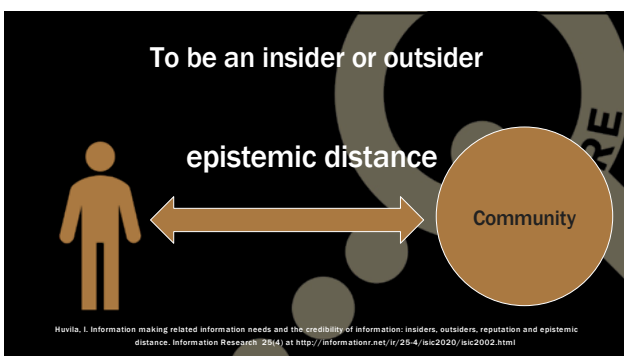 To be an insider or outsider
epistemic distance
RE
Community
Huvila, I. Information making related information needs and the credibility of information: insiders, outsiders, reputation and epistemic
distance. Information Research 25(4) at http://informationr.net/ir/25-4/isic2020/isic2002.html